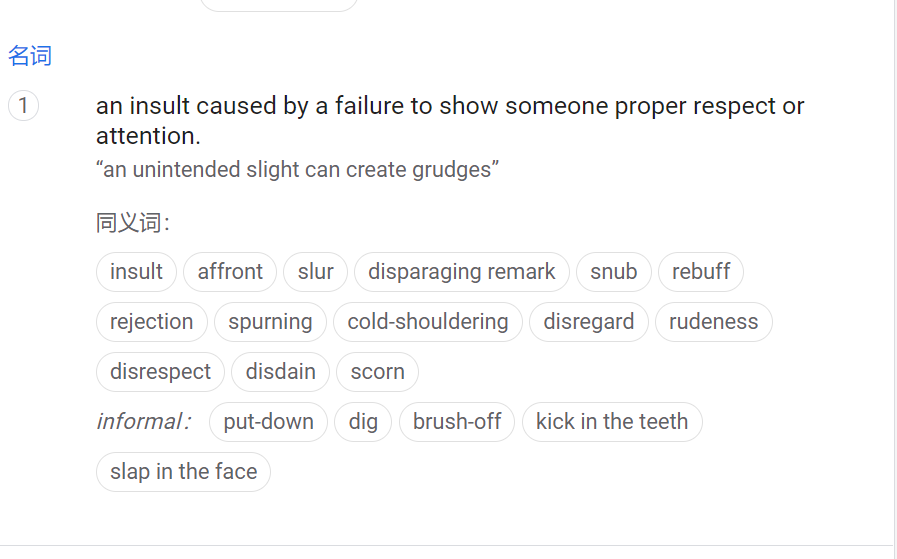 名词
1
an insult caused by a failure to show someone proper respect or
attention.
“an unintended slight can create grudges”
同义词：
insult affront slur disparaging remark snub rebuff
rejection spurning cold-shouldering disregard rudeness
disrespect disdain scorn
informal： put-down dig brush-off kick in the teeth
slap in the face